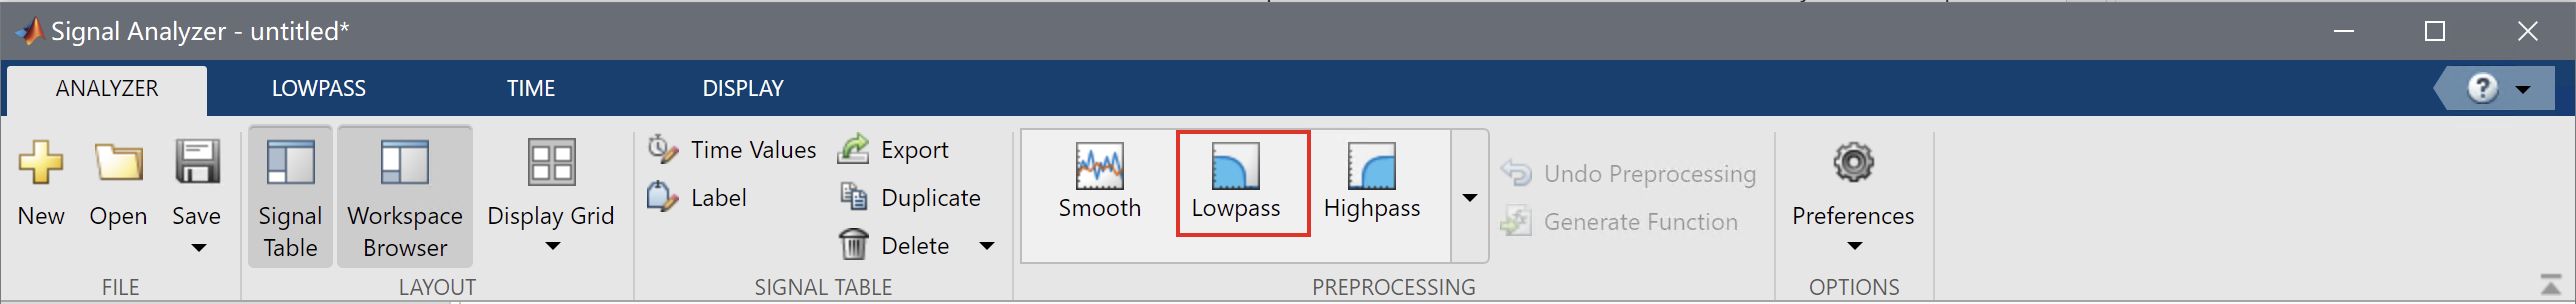 Signal Analyzer - untitled*
ANALYZER LOWPASS TIME DISPLAY
?
New Open Save
Signal
Table
Workspace
Browser
Display Grid
Time Values
Label
Export
Duplicate
Delete
Smooth Lowpass Highpass
Undo Preprocessing
Generate Function
Preferences
FILE LAYOUT SIGNAL TABLE PREPROCESSING OPTIONS